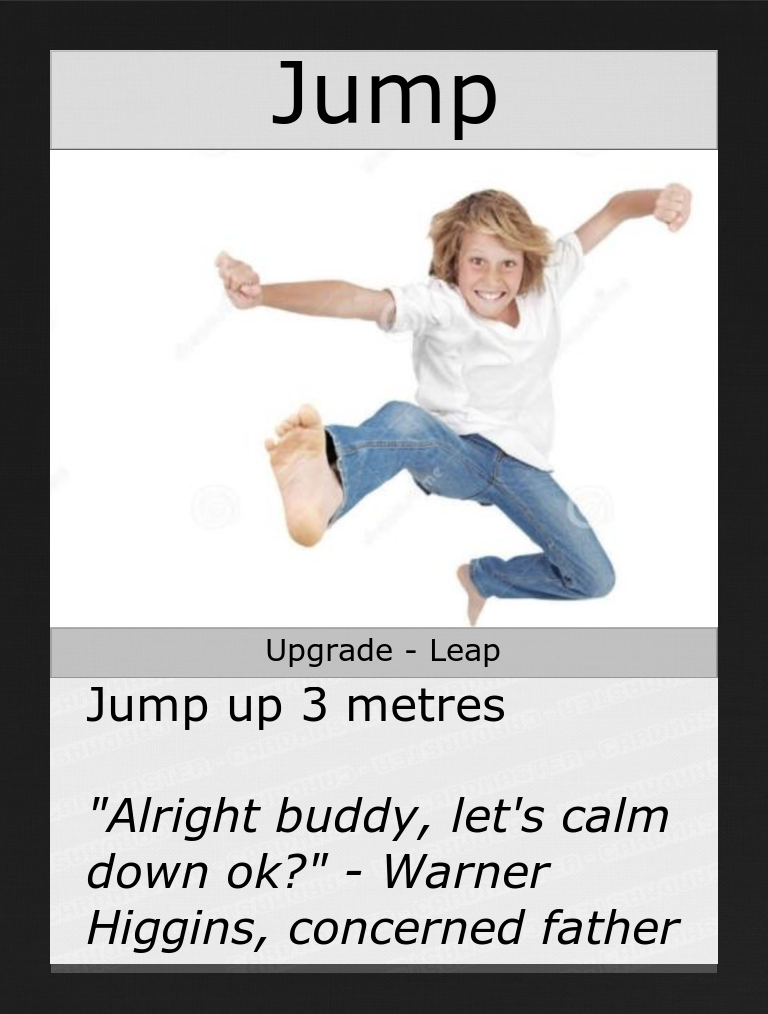 Jump
Upgrade - Leap
Jump up 3 metres
"Alright buddy, let's calm
down ok?" - Warner
Higgins, concerned father